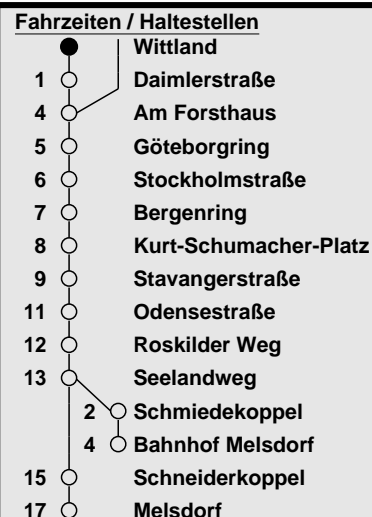 Fahrzeiten / Haltestellen
Wittland
1 Daimlerstraße
4 Am Forsthaus
5 Göteborgring
6 Stockholmstraße
7 Bergenring
8 Kurt-Schumacher-Platz
9 Stavangerstraße
11 Odensestraße
12 Roskilder Weg
13 Seelandweg
2 Schmiedekoppel
4 Bahnhof Melsdorf
15 Schneiderkoppel
17 Melsdorf